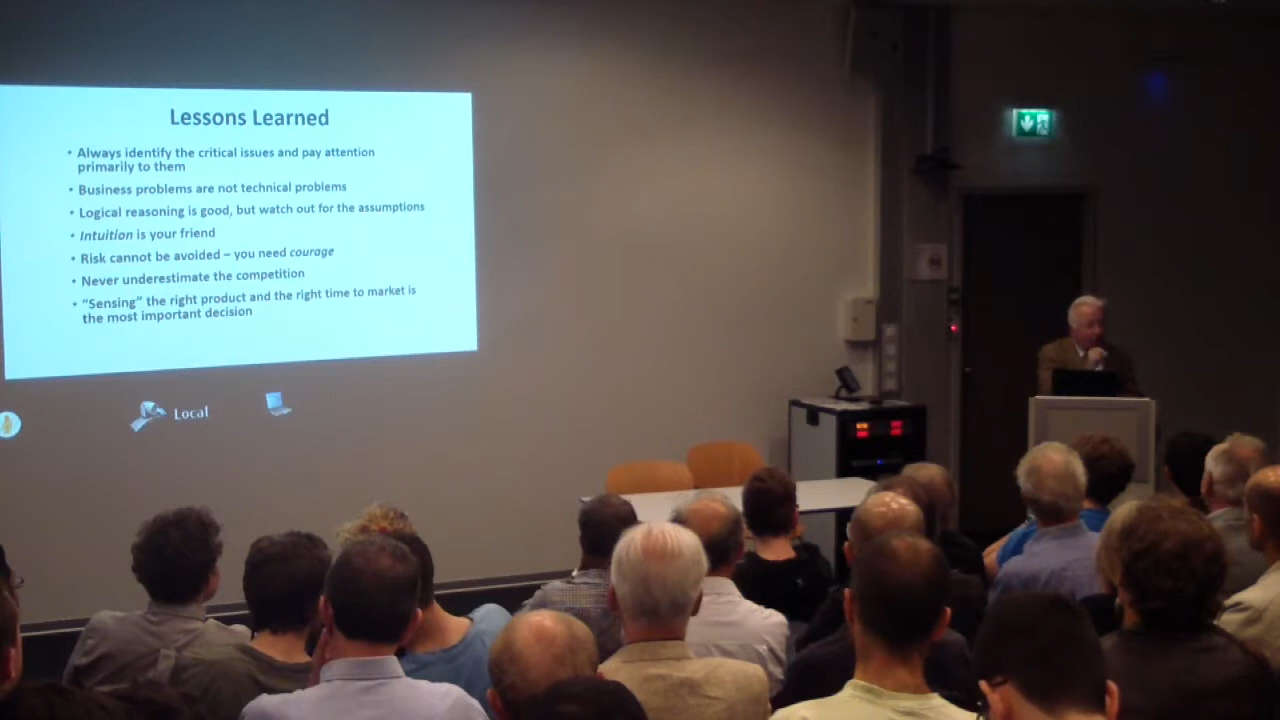 Lessons Learned
• Always identify the critical issues and pay attention
primarily to them
• Business problems are not technical problems
• Logical reasoning is good, but watch out for the assumptions
• Intuition is your friend
• Risk cannot be avoided – you need courage
• Never underestimate the competition
• “Sensing” the right product and the right time to market is
the most important decision
Local